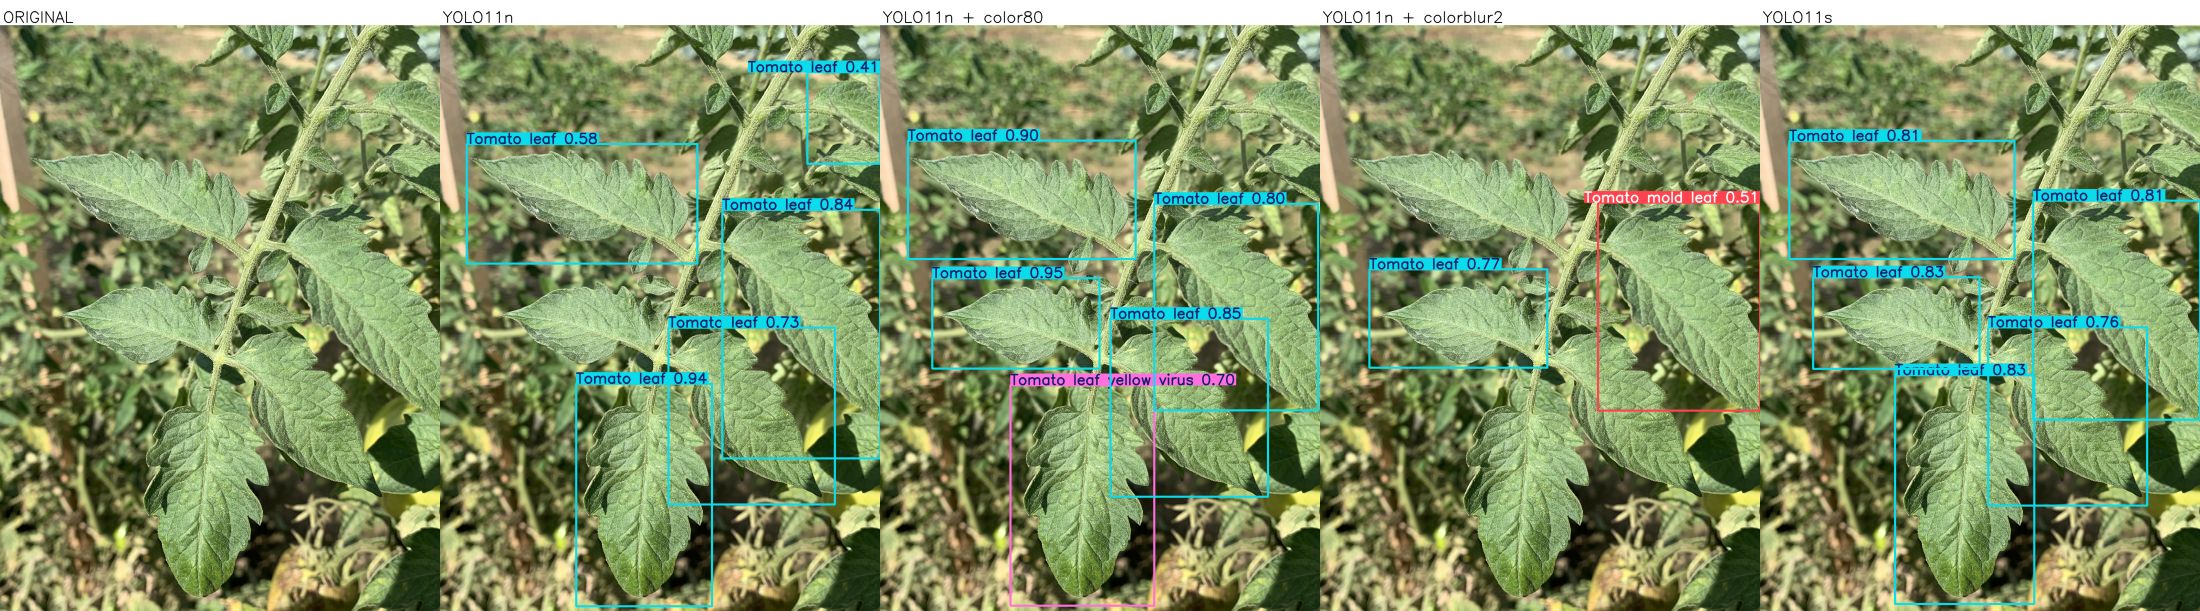 ORIGINAL
YOLO11n
Tomato leaf 0.41
Tomato leaf 0.58
Tomato leaf 0.84
Tomato leaf 0.73
Tomato leaf 0.94
YOLO11n + color80
Tomato leaf 0.90
Tomato leaf 0.80
Tomato leaf 0.95
Tomato leaf 0.85
Tomato leaf yellow virus 0.70
YOLO11n + colorblur2
Tomato mold leaf 0.51
Tomato leaf 0.77
YOLO11s
Tomato leaf 0.81
Tomato leaf 0.81
Tomato leaf 0.83
Tomato leaf 0.76
Tomato leaf 0.83